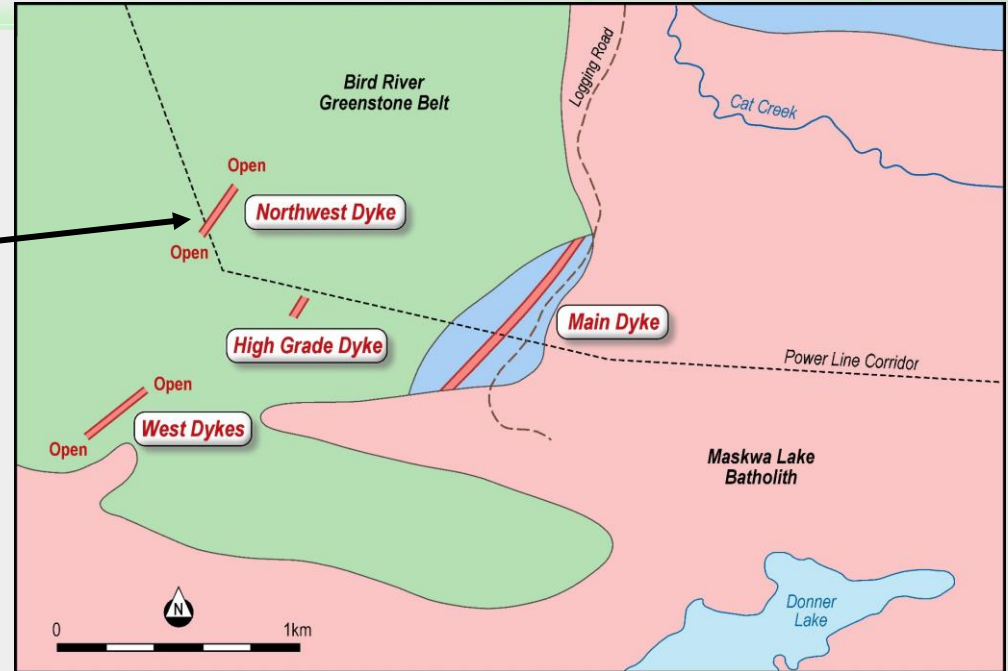 Bird River
Greenstone Belt
Logging Road
Cat Creek
Open
Northwest Dyke
Open
High Grade Dyke
Main Dyke
Power Line Corridor
Open
West Dykes
Open
Maskwa Lake
Batholith
Donner
Lake
N
0
1km